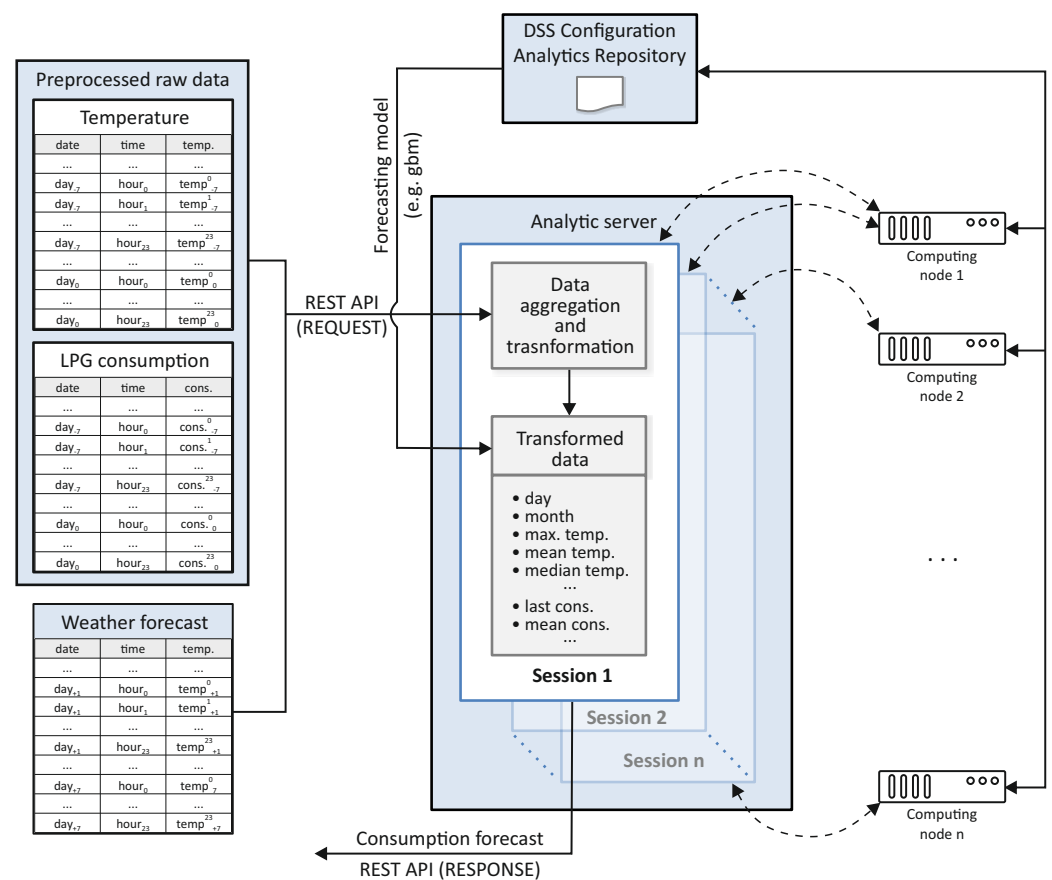 DSS Configuration
Analytics Repository
Preprocessed raw data
Temperature
date time temp.
... ... ...
day-7 hour0 temp0-7
day-7 hour1 temp1-7
... ... ...
day-7 hour23 temp23-7
... ... ...
day0 hour0 temp00
... ... ...
day0 hour23 temp230
LPG consumption
date time cons.
... ... ...
day-7 hour0 cons.0-7
day-7 hour1 cons.1-7
... ... ...
day-7 hour23 cons.23-7
... ... ...
day0 hour0 cons.00
... ... ...
day0 hour23 cons.230
Weather forecast
date time temp.
... ... ...
day+1 hour0 temp0+1
day+1 hour1 temp1+1
... ... ...
day+1 hour23 temp23+1
... ... ...
day+7 hour0 temp07
... ... ...
day+7 hour23 temp23+7
REST API
(REQUEST)
Forecasting model
(e.g. gbm)
Analytic server
Data
aggregation
and
trasnformation
Transformed
data
• day
• month
• max. temp.
• mean temp.
• median temp.
...
• last cons.
• mean cons.
...
Session 1
Session 2
Session n
Consumption forecast
REST API (RESPONSE)
Computing
node 1
Computing
node 2
...
Computing
node n